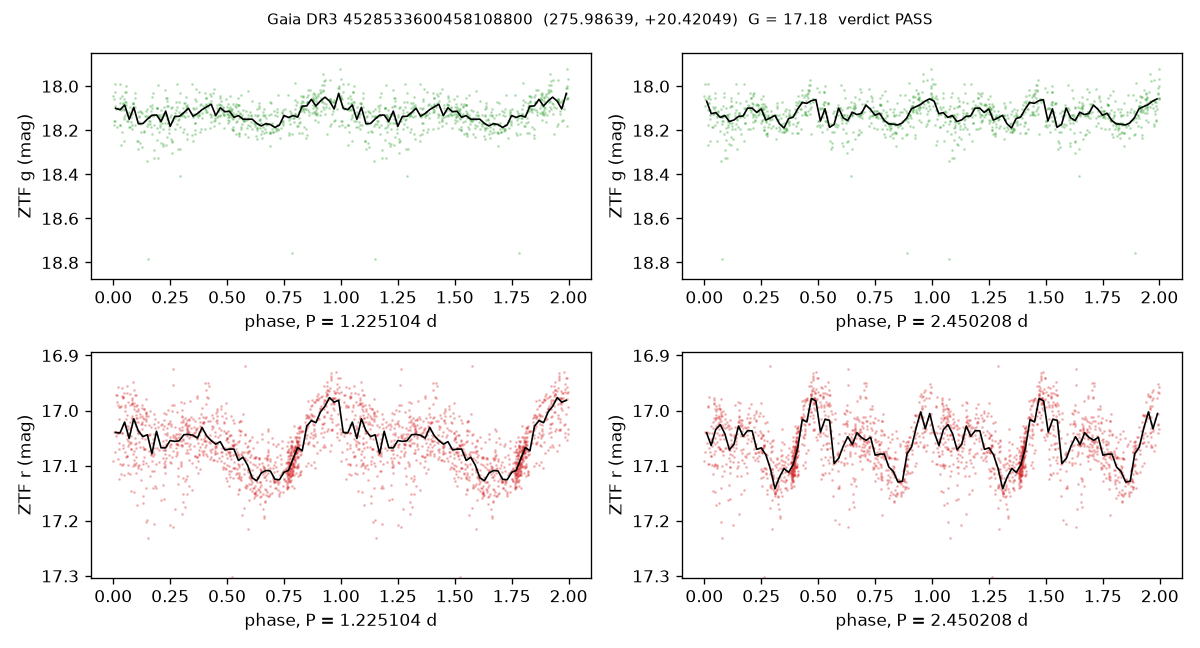 Gaia DR3 4528533600458108800 (275.98639, +20.42049) G = 17.18 verdict PASS
ZTF g (mag)
18.0
18.2
18.4
18.6
18.8
0.00 0.25 0.50 0.75 1.00 1.25 1.50 1.75 2.00
phase, P = 1.225104 d
ZTF g (mag)
18.0
18.2
18.4
18.6
18.8
0.00 0.25 0.50 0.75 1.00 1.25 1.50 1.75 2.00
phase, P = 2.450208 d
ZTF r (mag)
16.9
17.0
17.1
17.2
17.3
0.00 0.25 0.50 0.75 1.00 1.25 1.50 1.75 2.00
phase, P = 1.225104 d
ZTF r (mag)
16.9
17.0
17.1
17.2
17.3
0.00 0.25 0.50 0.75 1.00 1.25 1.50 1.75 2.00
phase, P = 2.450208 d